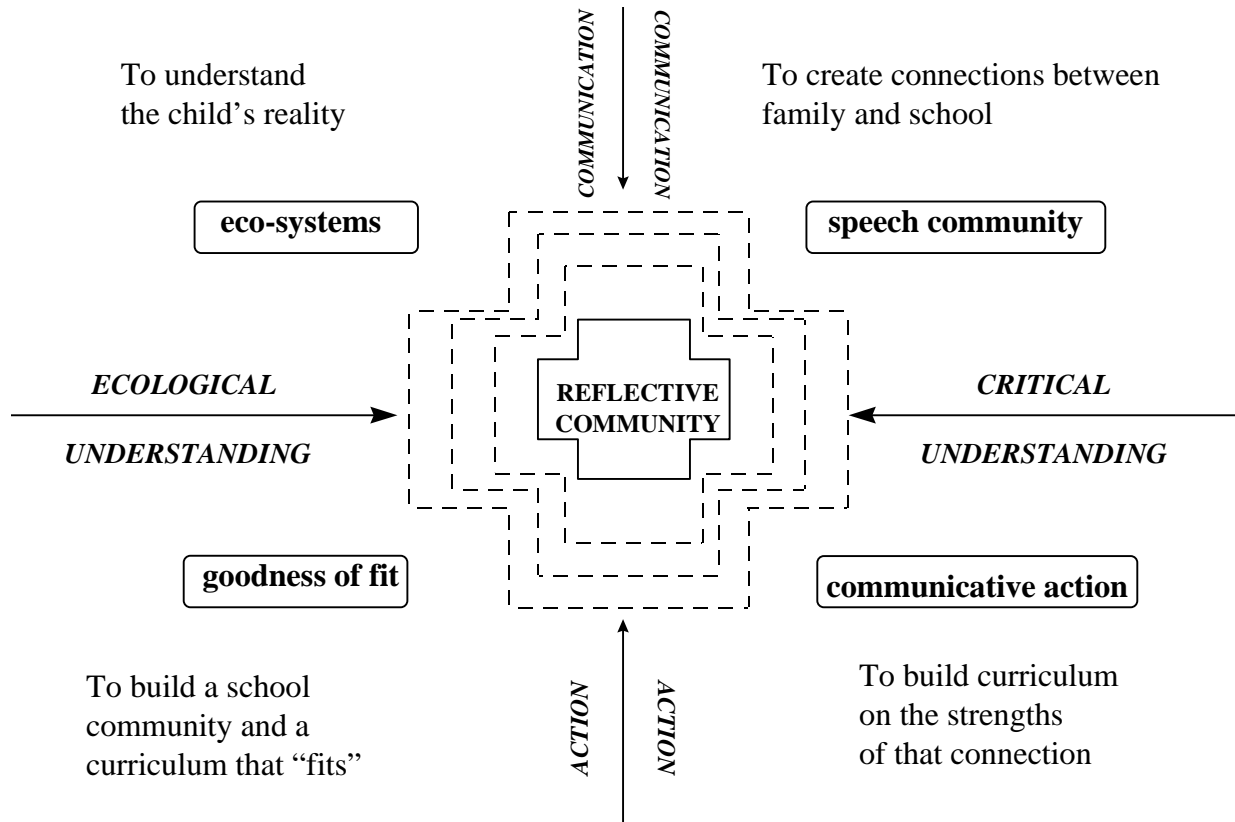 To understand
the child’s reality
COMMUNICATION
COMMUNICATION
To create connections between
family and school
eco-systems
speech community
ECOLOGICAL
UNDERSTANDING
REFLECTIVE
COMMUNITY
CRITICAL
UNDERSTANDING
goodness of fit
communicative action
To build a school
community and a
curriculum that “fits”
ACTION
ACTION
To build curriculum
on the strengths
of that connection